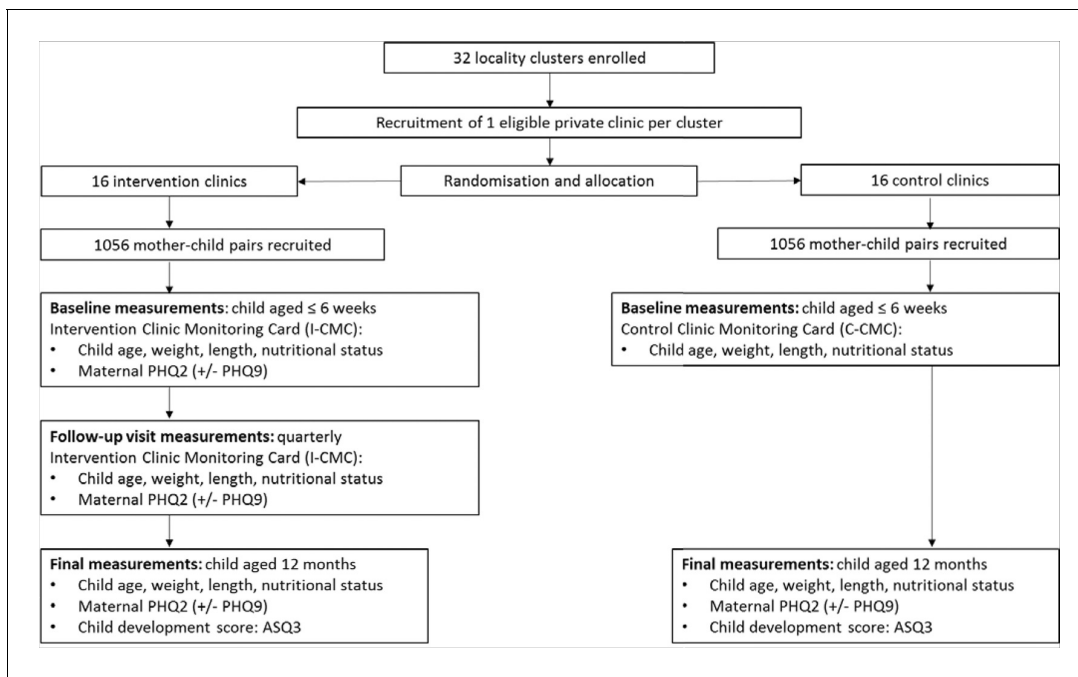 32 locality clusters enrolled
Recruitment of 1 eligible private clinic per cluster
16 intervention clinics
Randomisation and allocation
16 control clinics
1056 mother-child pairs recruited
1056 mother-child pairs recruited
Baseline measurements: child aged ≤ 6 weeks
Intervention Clinic Monitoring Card (I-CMC):
• Child age, weight, length, nutritional status
• Maternal PHQ2 (+/- PHQ9)
Baseline measurements: child aged ≤ 6 weeks
Control Clinic Monitoring Card (C-CMC):
• Child age, weight, length, nutritional status
Follow-up visit measurements: quarterly
Intervention Clinic Monitoring Card (I-CMC):
• Child age, weight, length, nutritional status
• Maternal PHQ2 (+/- PHQ9)
Final measurements: child aged 12 months
• Child age, weight, length, nutritional status
• Maternal PHQ2 (+/- PHQ9)
• Child development score: ASQ3
Final measurements: child aged 12 months
• Child age, weight, length, nutritional status
• Maternal PHQ2 (+/- PHQ9)
• Child development score: ASQ3